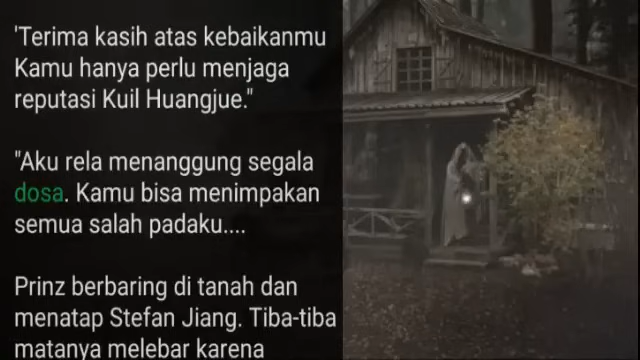 'Terima kasih atas kebaikanmu
Kamu hanya perlu menjaga
reputasi Kuil Huangjue."
"Aku rela menanggung segala
dosa. Kamu bisa menimpakan
semua salah padaku....
Prinz berbaring di tanah dan
menatap Stefan Jiang. Tiba-tiba
matanya melebar karena